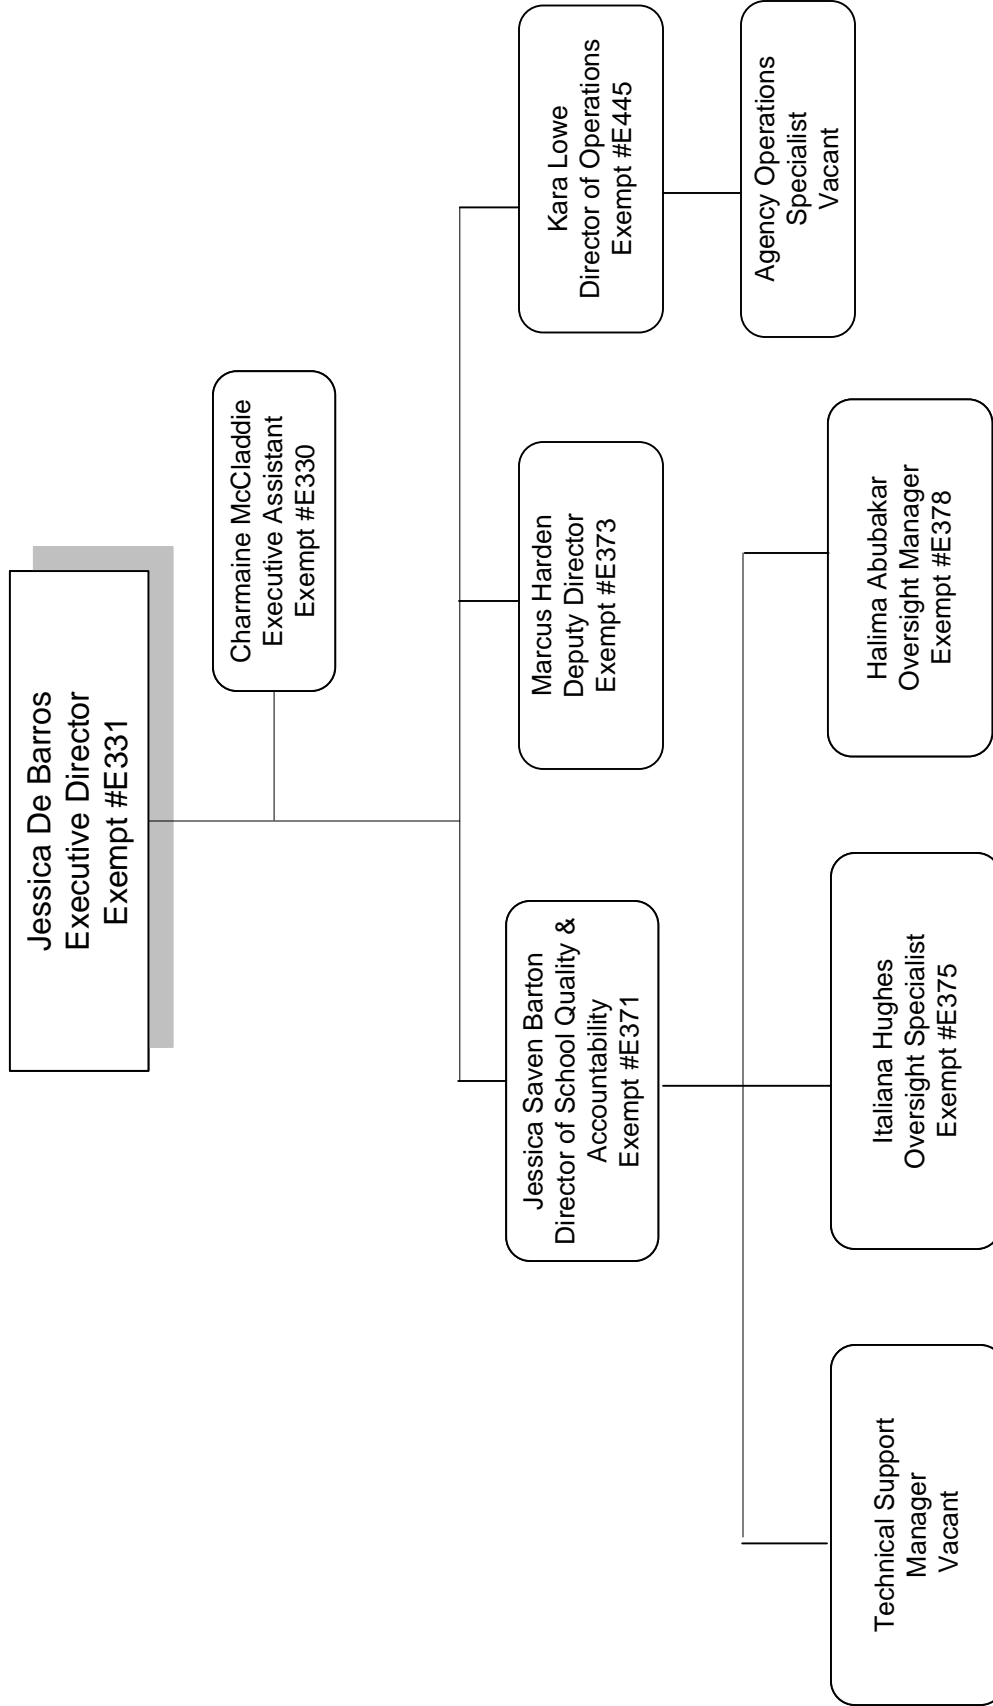 Jessica De Barros
Executive Director
Exempt #E331
Charmaine McCladdie
Executive Assistant
Exempt #E330
Jessica Saven Barton
Director of School Quality &
Accountability
Exempt #E371
Marcus Harden
Deputy Director
Exempt #E373
Kara Lowe
Director of Operations
Exempt #E445
Agency Operations
Specialist
Vacant
Technical Support
Manager
Vacant
Italiana Hughes
Oversight Specialist
Exempt #E375
Halima Abubakar
Oversight Manager
Exempt #E378